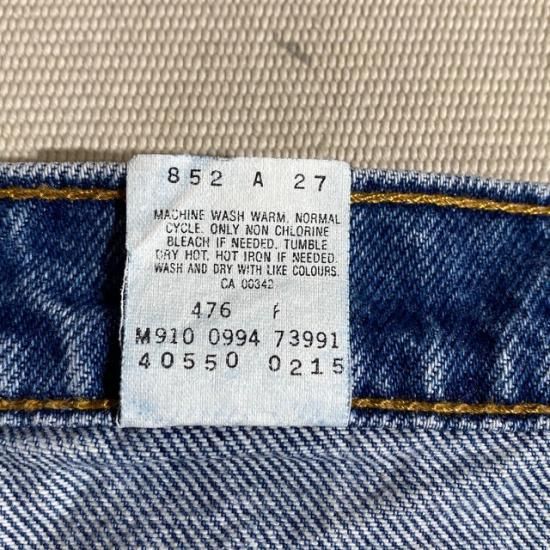 852 A 27
MACHINE WASH WARM. NORMAL
CYCLE. ONLY NON CHLORINE
BLEACH IF NEEDED. TUMBLE
DRY HOT. HOT IRON IF NEEDED.
WASH AND DRY WITH LIKE COLOURS.
CA 00342
476
M910 0994 73991
40550 0215